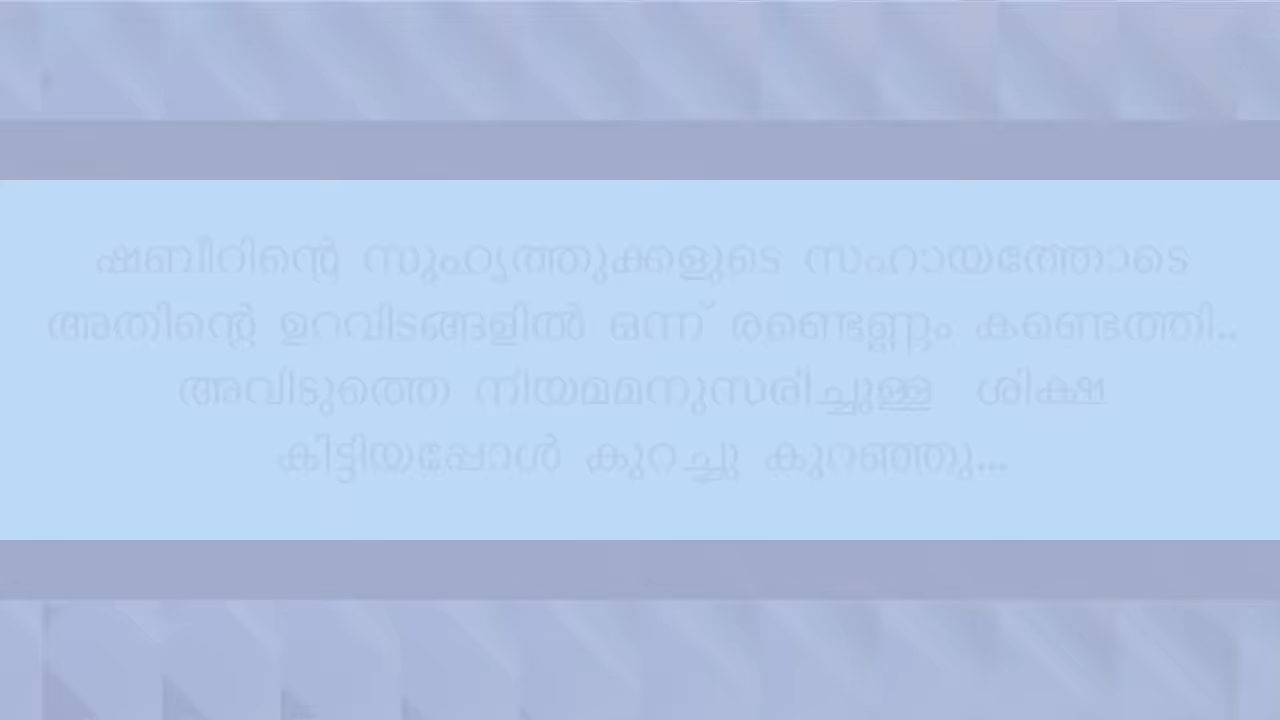 ഷബീറിന്റെ സുഹൃത്തുക്കളുടെ സഹായത്തോടെ
അതിന്റെ ഉറവിടങ്ങളിൽ ഒന്ന് രണ്ടെണ്ണം കണ്ടെത്തി..
അവിടുത്തെ നിയമമനുസരിച്ചുള്ള ശിക്ഷ
കിട്ടിയപ്പോൾ കുറച്ചു കുറഞ്ഞു...